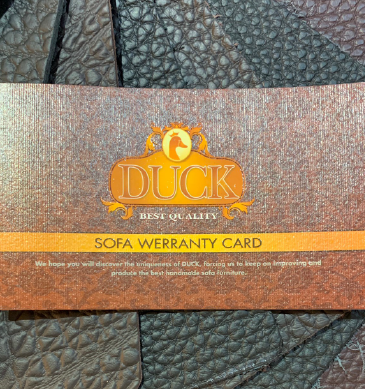 DUCK
BEST QUALITY
SOFA WERRANTY CARD
We hope you will discover the uniqueness of DUCK, forcing us to keep on improving and
produce the best handmade sofa furniture.